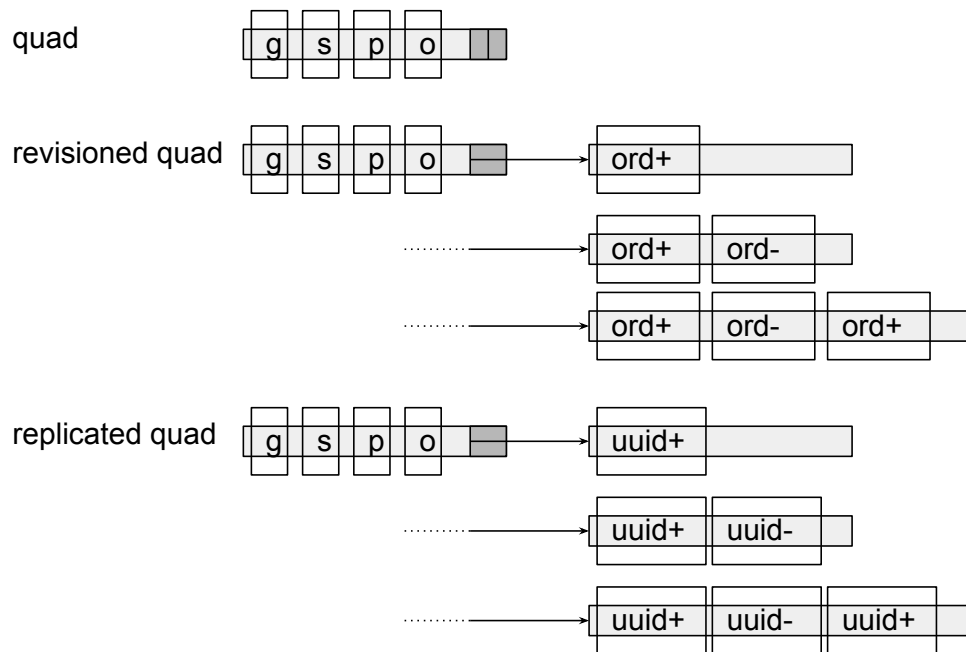 quad g s p o
revisioned quad g s p o ord+
ord+ ord-
ord+ ord- ord+
replicated quad g s p o uuid+
uuid+ uuid-
uuid+ uuid- uuid+